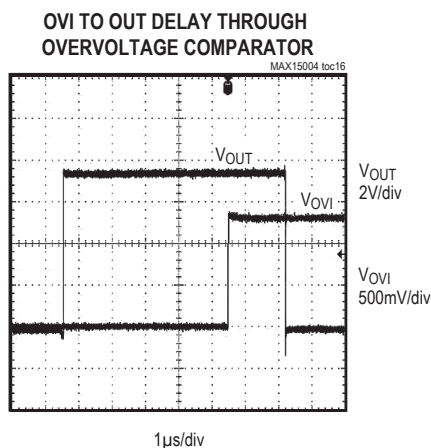 OVI TO OUT DELAY THROUGH
OVERVOLTAGE COMPARATOR
MAX15004 toc16
VOUT
VOUT
2V/div
VOVI
VOVI
500mV/div
1µs/div